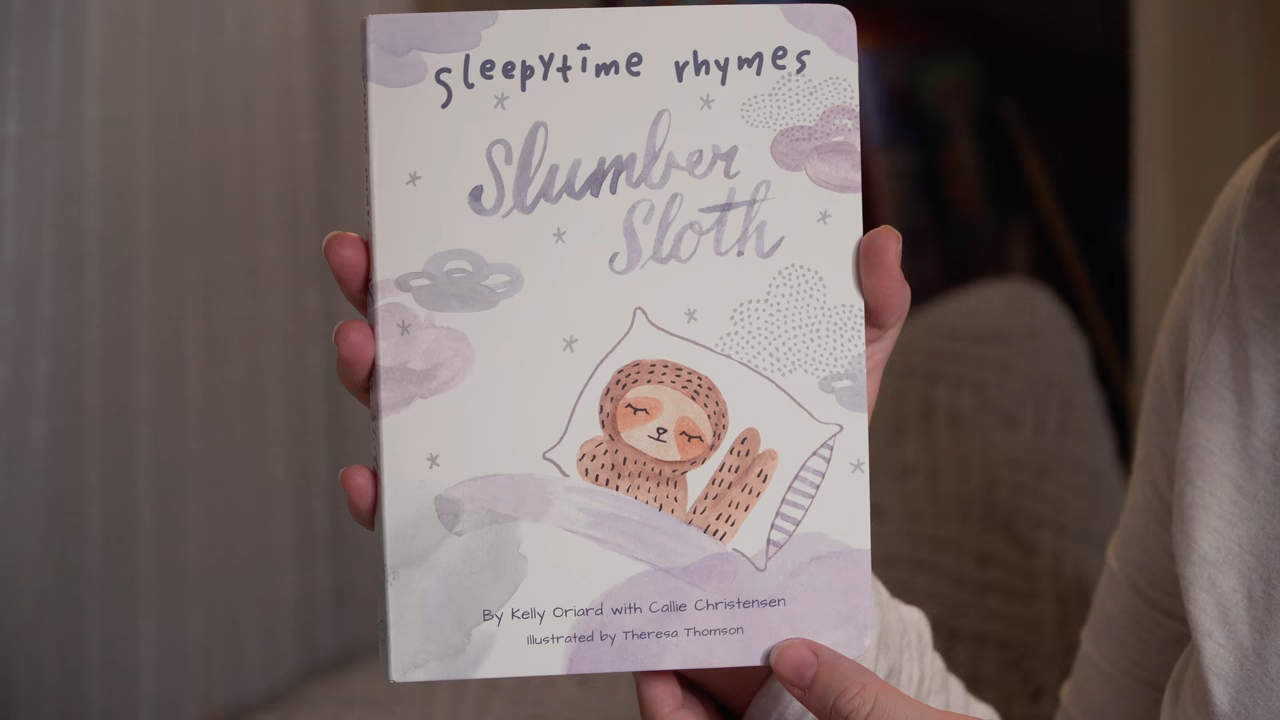 sleepytime rhymes
Slumber
Sloth
By Kelly Oriard with Callie Christensen
Illustrated by Theresa Thomson